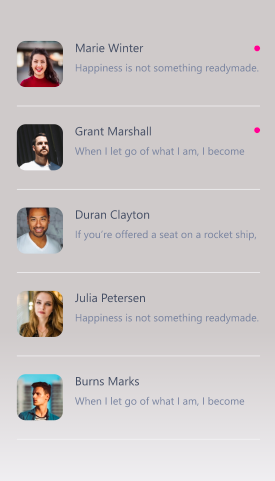 Marie Winter
Happiness is not something readymade.
Grant Marshall
When I let go of what I am, I become
Duran Clayton
If you're offered a seat on a rocket ship,
Julia Petersen
Happiness is not something readymade.
Burns Marks
When I let go of what I am, I become